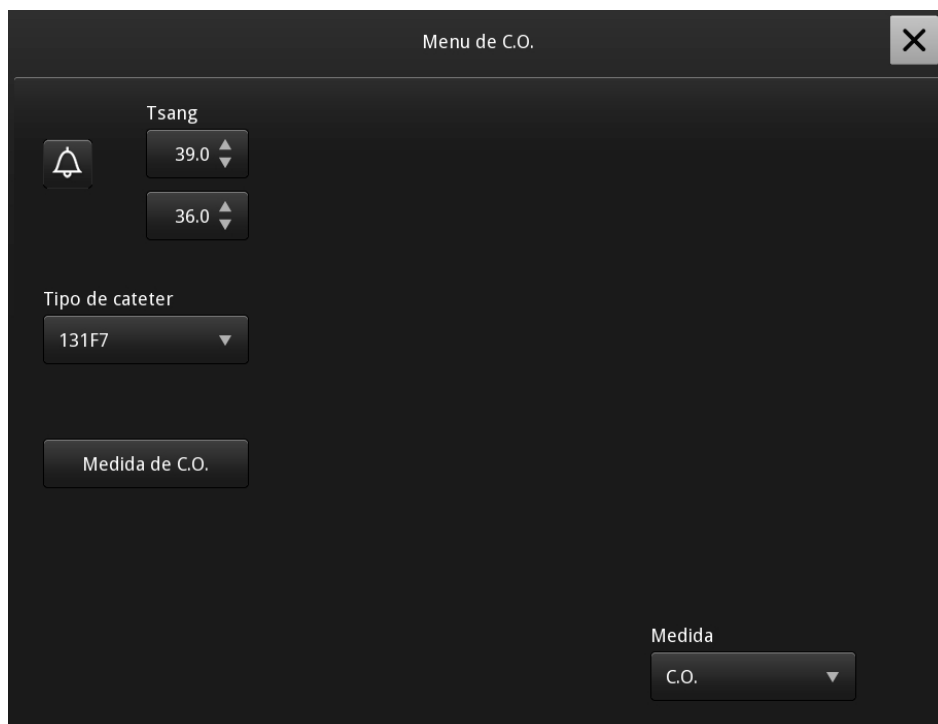 Menu de C.O.
Tsang
39.0
36.0
Tipo de cateter
131F7
Medida de C.O.
Medida
C.O.